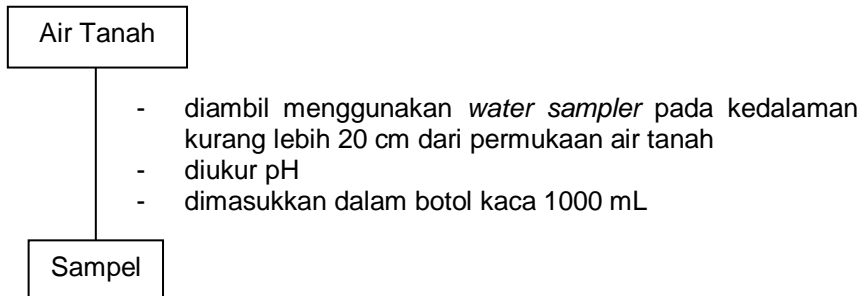 Air Tanah
- diambil menggunakan water sampler pada kedalaman
kurang lebih 20 cm dari permukaan air tanah
- diukur pH
- dimasukkan dalam botol kaca 1000 mL
Sampel